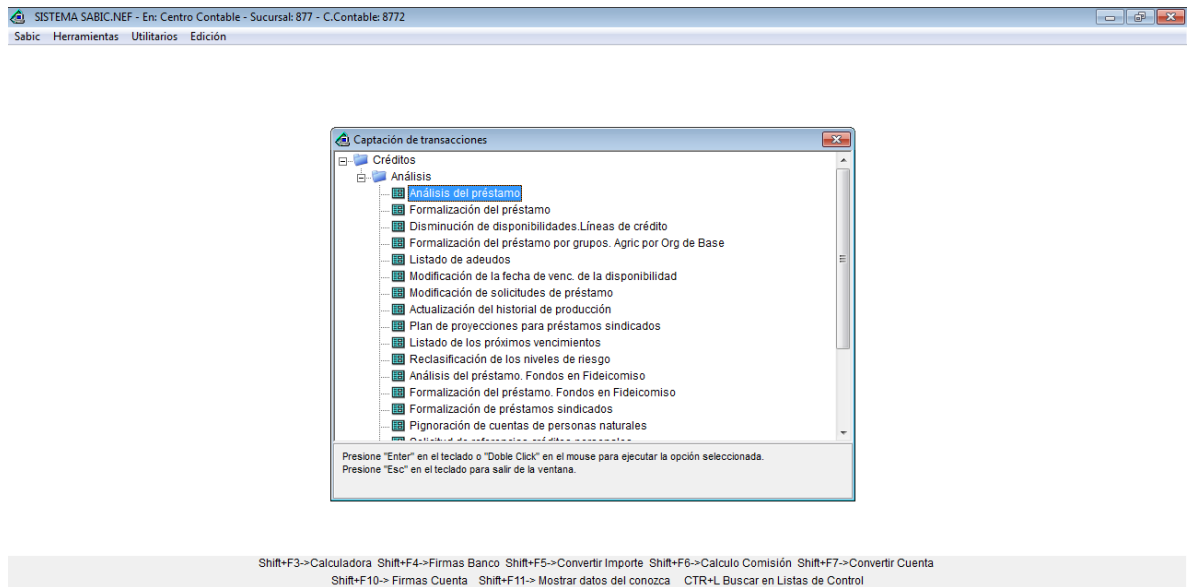 SISTEMA SABIC.NEF - En: Centro Contable - Sucursal: 877 - C.Contable: 8772
Sabic Herramientas Utilitarios Edición
Captación de transacciones
Créditos
Análisis
Análisis del préstamo
Formalización del préstamo
Disminución de disponibilidades.Líneas de crédito
Formalización del préstamo por grupos. Agric por Org de Base
Listado de adeudos
Modificación de la fecha de venc. de la disponibilidad
Modificación de solicitudes de préstamo
Actualización del historial de producción
Plan de proyecciones para préstamos sindicados
Listado de los próximos vencimientos
Reclasificación de los niveles de riesgo
Análisis del préstamo. Fondos en Fideicomiso
Formalización del préstamo. Fondos en Fideicomiso
Formalización de préstamos sindicados
Pignoración de cuentas de personas naturales
Presione "Enter" en el teclado o "Doble Click" en el mouse para ejecutar la opción seleccionada.
Presione "Esc" en el teclado para salir de la ventana.
Shift+F3->Calculadora Shift+F4->Firmas Banco Shift+F5->Convertir Importe Shift+F6->Calculo Comisión Shift+F7->Convertir Cuenta
Shift+F10-> Firmas Cuenta Shift+F11-> Mostrar datos del conozca CTR+L Buscar en Listas de Control